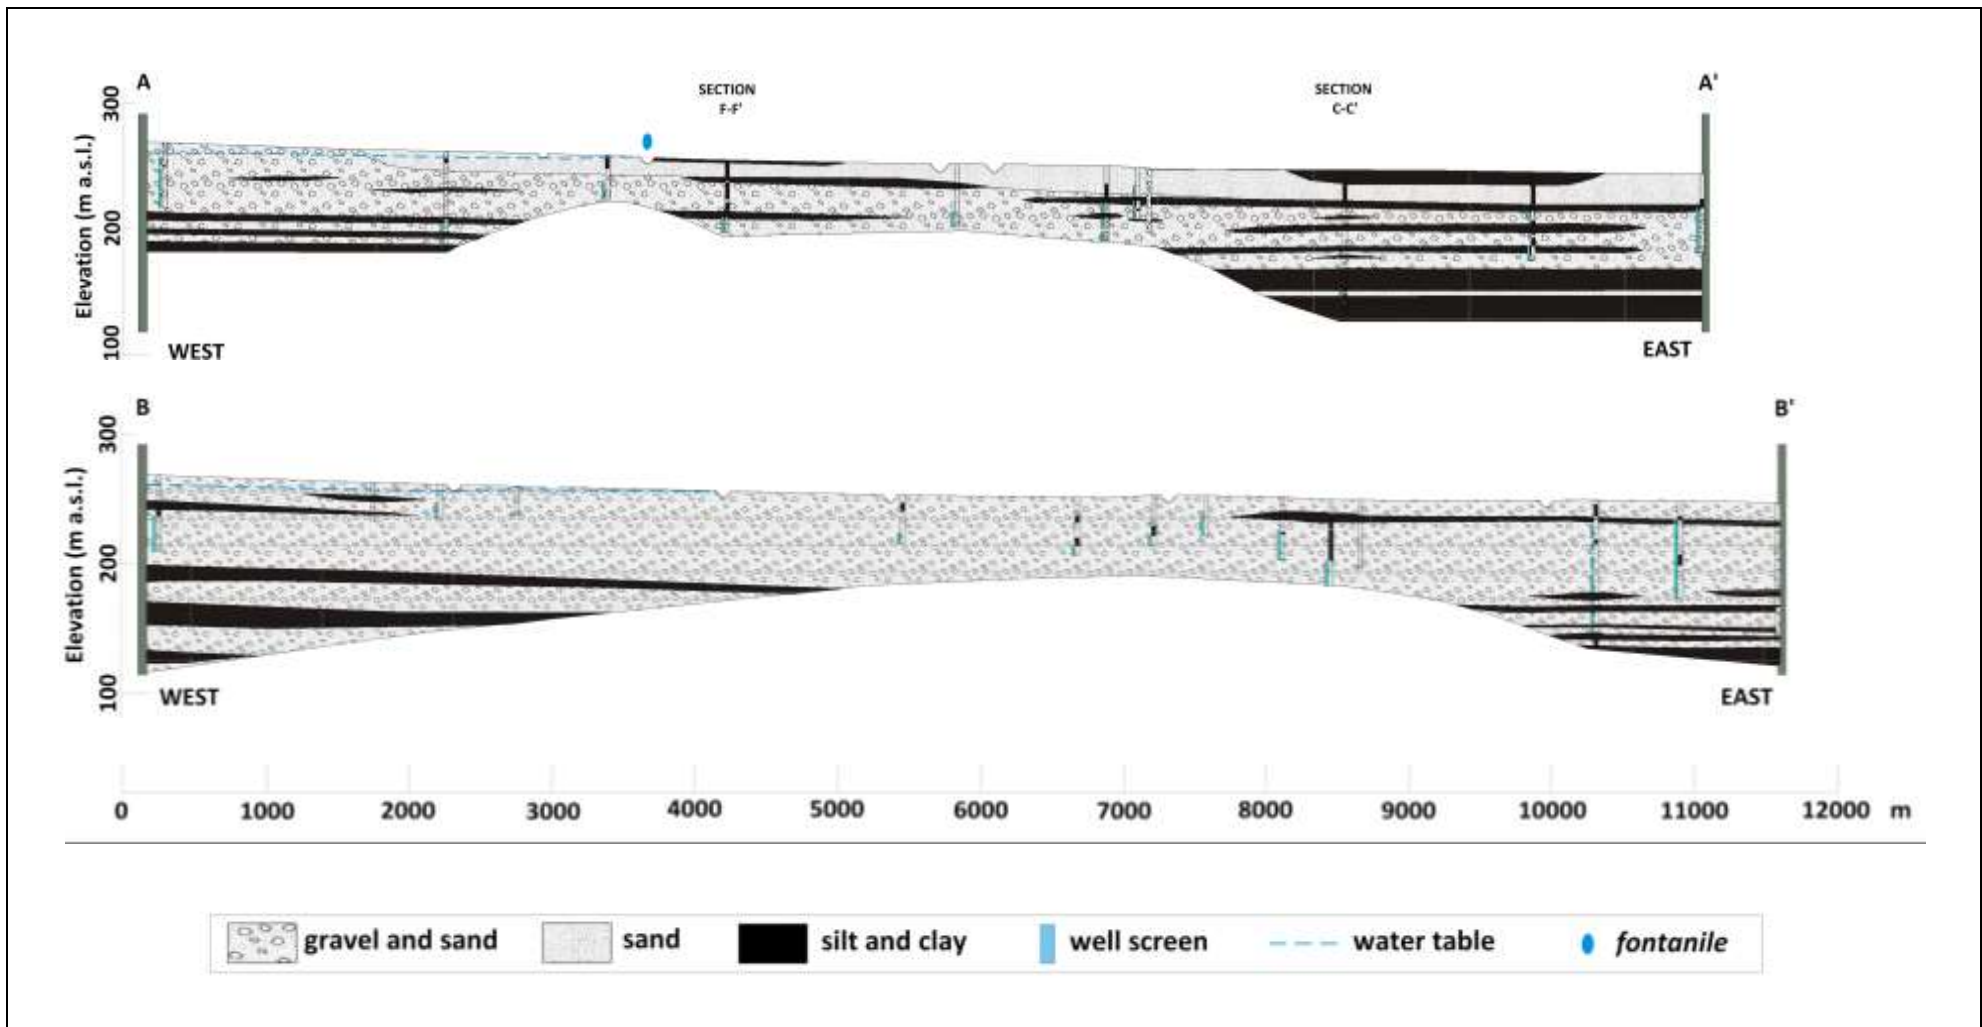 A
SECTION
F-F'
SECTION
C-C'
A'
300
200
100
Elevation (m a.s.l.)
WEST
EAST
B
B'
300
200
100
Elevation (m a.s.l.)
WEST
EAST
0 1000 2000 3000 4000 5000 6000 7000 8000 9000 10000 11000 12000 m
gravel and sand sand silt and clay well screen water table fontanile